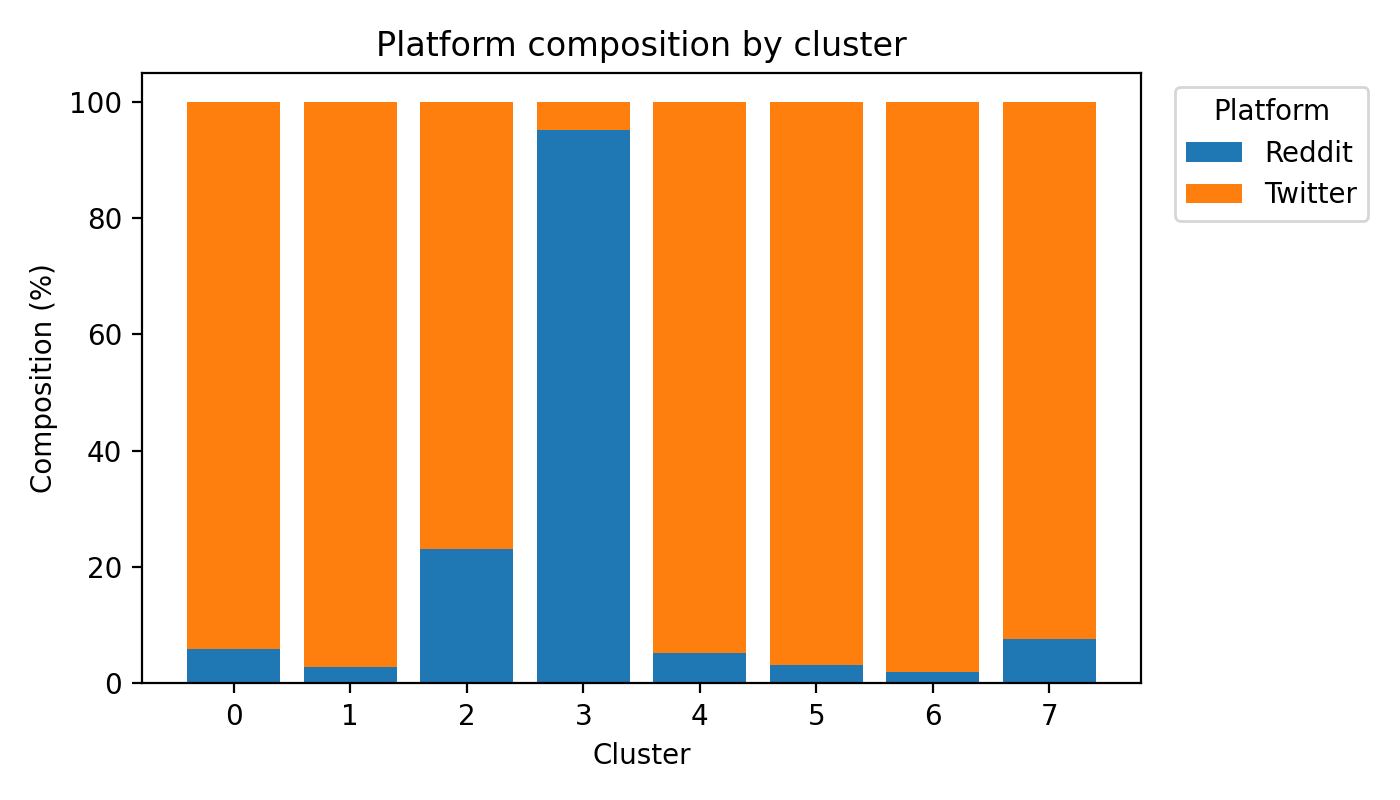 Platform composition by cluster
Composition (%)
100
80
60
40
20
0
0 1 2 3 4 5 6 7
Cluster
Platform
Reddit
Twitter